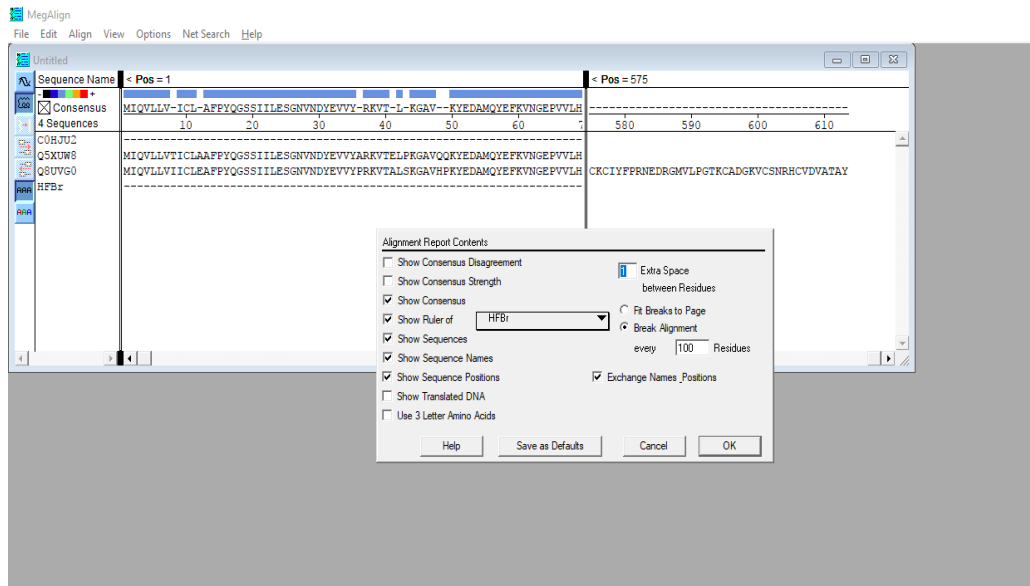 MegAlign
File Edit Align View Options Net Search Help
Untitled
Sequence Name < Pos = 1 < Pos = 575
- +
Consensus MIQVLLV-ICL-AFPYQGSSIILESGNVNDYEVVY-RKVT-L-KGAV--KYEDAMQYEFKVNGEPVVLH ---------------------------------------
4 Sequences 10 20 30 40 50 60 7 580 590 600 610
C0HJU2 ----------------------------------------------------------------------
Q5XUW8 MIQVLLVTICLAAFPYQGSSIILESGNVNDYEVVYARKVTELPKGAVQQKYEDAMQYEFKVNGEPVVLH
Q8UVG0 MIQVLLVIICLEAFPYQGSSIILESGNVNDYEVVYPRKVTALSKGAVHPKYEDAMQYEFKVNGEPVVLH CKCIYFPRNEDRGMVLPGTKCADGKVCSNRHCVDVATAY
HFBr ----------------------------------------------------------------------
Alignment Report Contents
Show Consensus Disagreement
Show Consensus Strength
Show Consensus
Show Ruler of HFBr
Show Sequences
Show Sequence Names
Show Sequence Positions
Show Translated DNA
Use 3 Letter Amino Acids
1 Extra Space
between Residues
Fit Breaks to Page
Break Alignment
every 100 Residues
Exchange Names_Positions
Help Save as Defaults Cancel OK